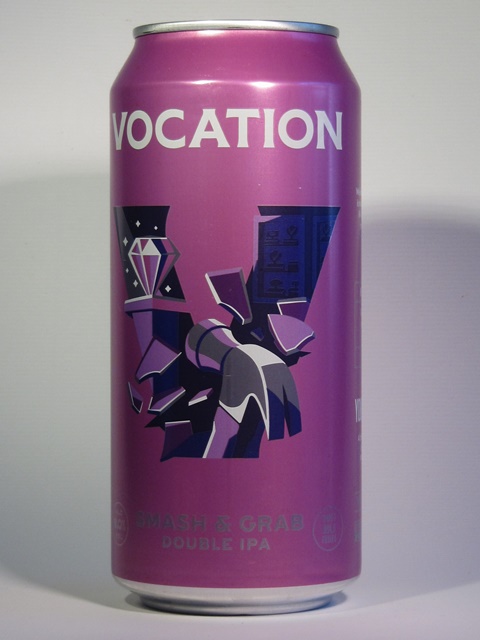 VOCATION
SMASH & GRAB
DOUBLE IPA